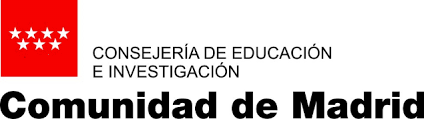 CONSEJERÍA DE EDUCACIÓN
E INVESTIGACIÓN
Comunidad de Madrid